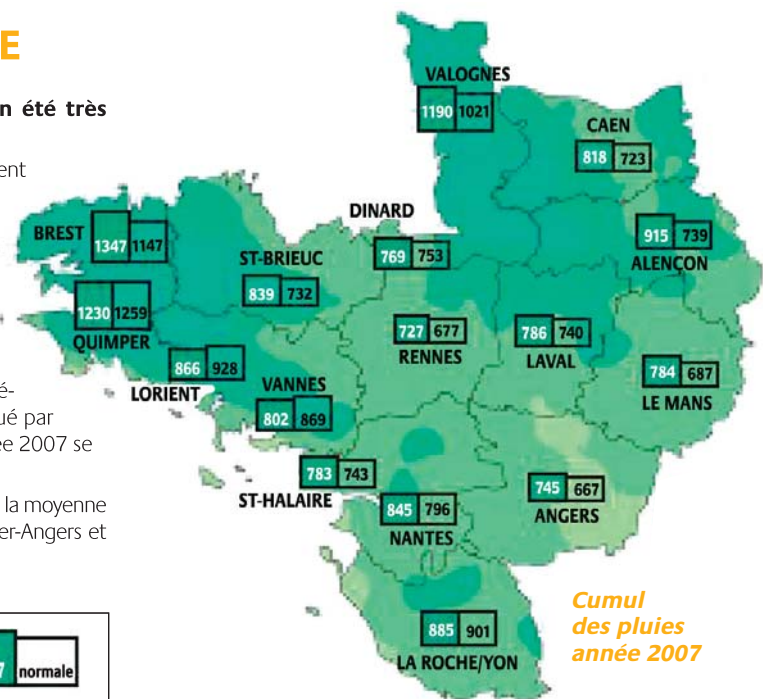 E
n été très
ent
VALOGNES
1190 1021
CAEN
818 723
DINARD
769 753
BREST
1347 1147
ST-BRIEUC
839 732
915 739
ALENÇON
1230 1259
QUIMPER
727 677
RENNES
786 740
LAVAL
866 928
LORIENT
VANNES
802 869
784 687
LE MANS
é-
ué par
ée 2007 se
783 743
ST-HALAIRE
745 667
ANGERS
la moyenne
er-Angers et
845 796
NANTES
Cumul
des pluies
année 2007
885 901
LA ROCHE/YON
7 normale